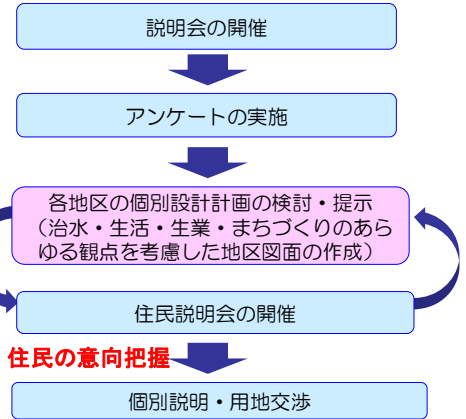 説明会の開催
アンケートの実施
各地区の個別設計計画の検討・提示
（治水・生活・生業・まちづくりのあら
ゆる観点を考慮した地区図面の作成）
住民説明会の開催
住民の意向把握
個別説明・用地交渉